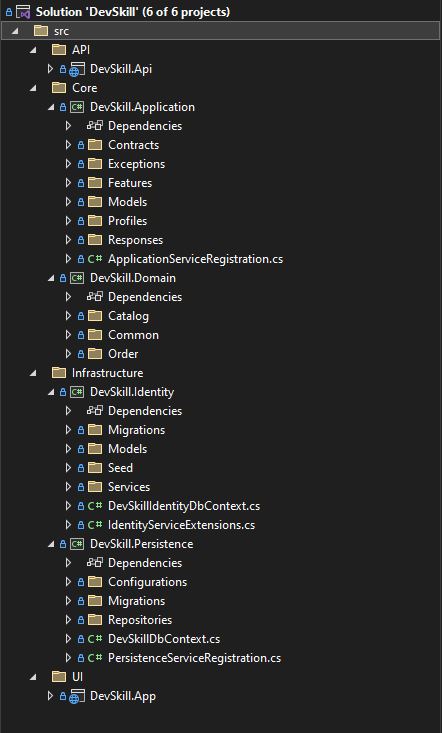 Solution 'DevSkill' (6 of 6 projects)
src
API
DevSkill.Api
Core
C# DevSkill.Application
Dependencies
Contracts
Exceptions
Features
Models
Profiles
Responses
C# ApplicationServiceRegistration.cs
C# DevSkill.Domain
Dependencies
Catalog
Common
Order
Infrastructure
C# DevSkill.Identity
Dependencies
Migrations
Models
Seed
Services
C# DevSkillIdentityDbContext.cs
C# IdentityServiceExtensions.cs
C# DevSkill.Persistence
Dependencies
Configurations
Migrations
Repositories
C# DevSkillDbContext.cs
C# PersistenceServiceRegistration.cs
UI
DevSkill.App